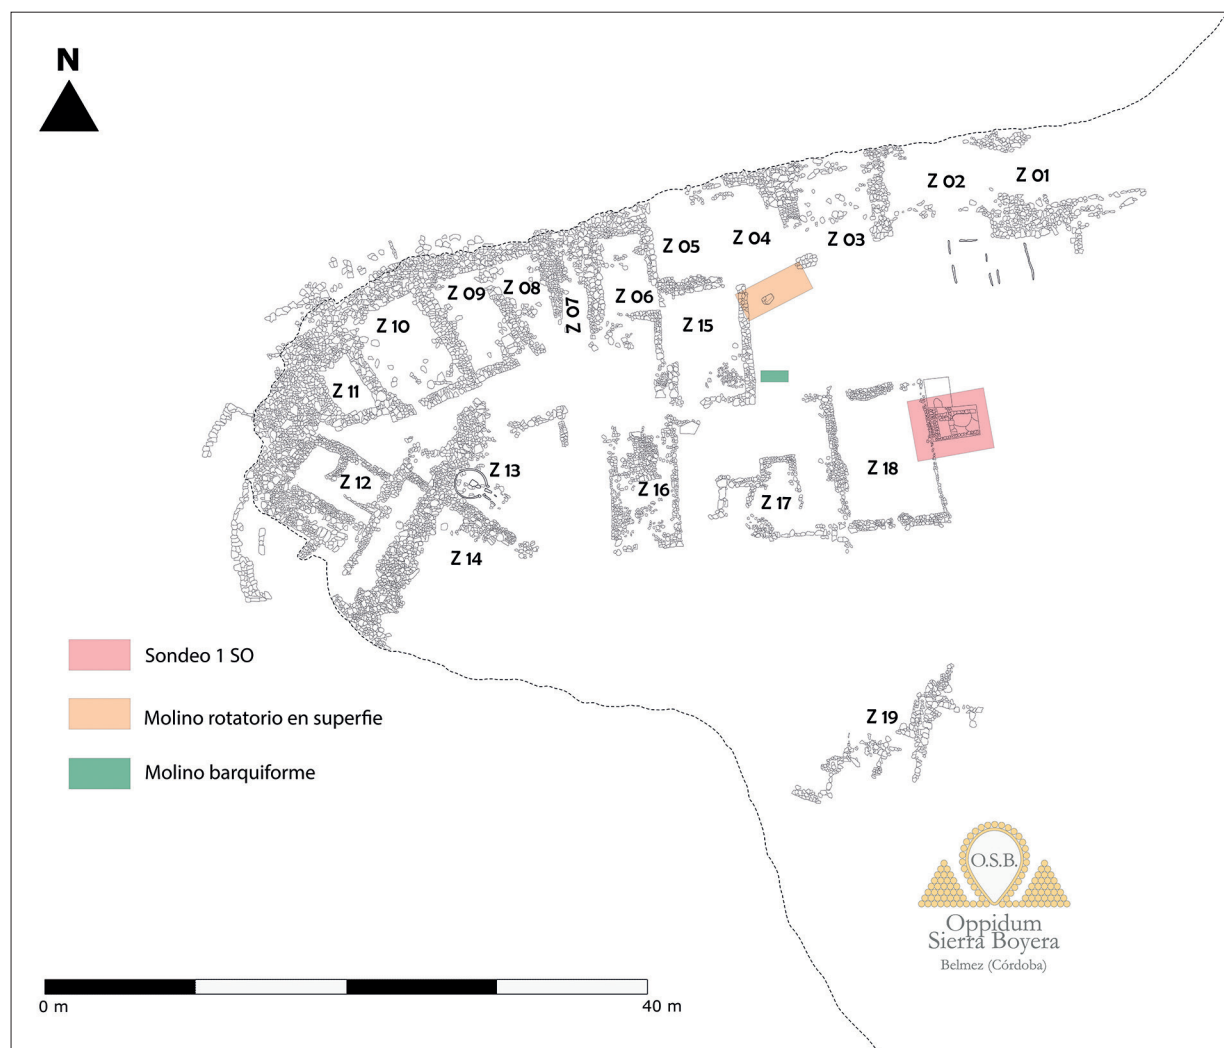 N
Z 01
Z 02
Z 03
Z 04
Z 05
Z 06
Z 07
Z 08
Z 09
Z 10
Z 11
Z 12
Z 13
Z 14
Z 15
Z 16
Z 17
Z 18
Z 19
Sondeo 1 SO
Molino rotatorio en superfie
Molino barquiforme
O.S.B.
Oppidum
Sierra Boyera
Belmez (Córdoba)
0 m
40 m